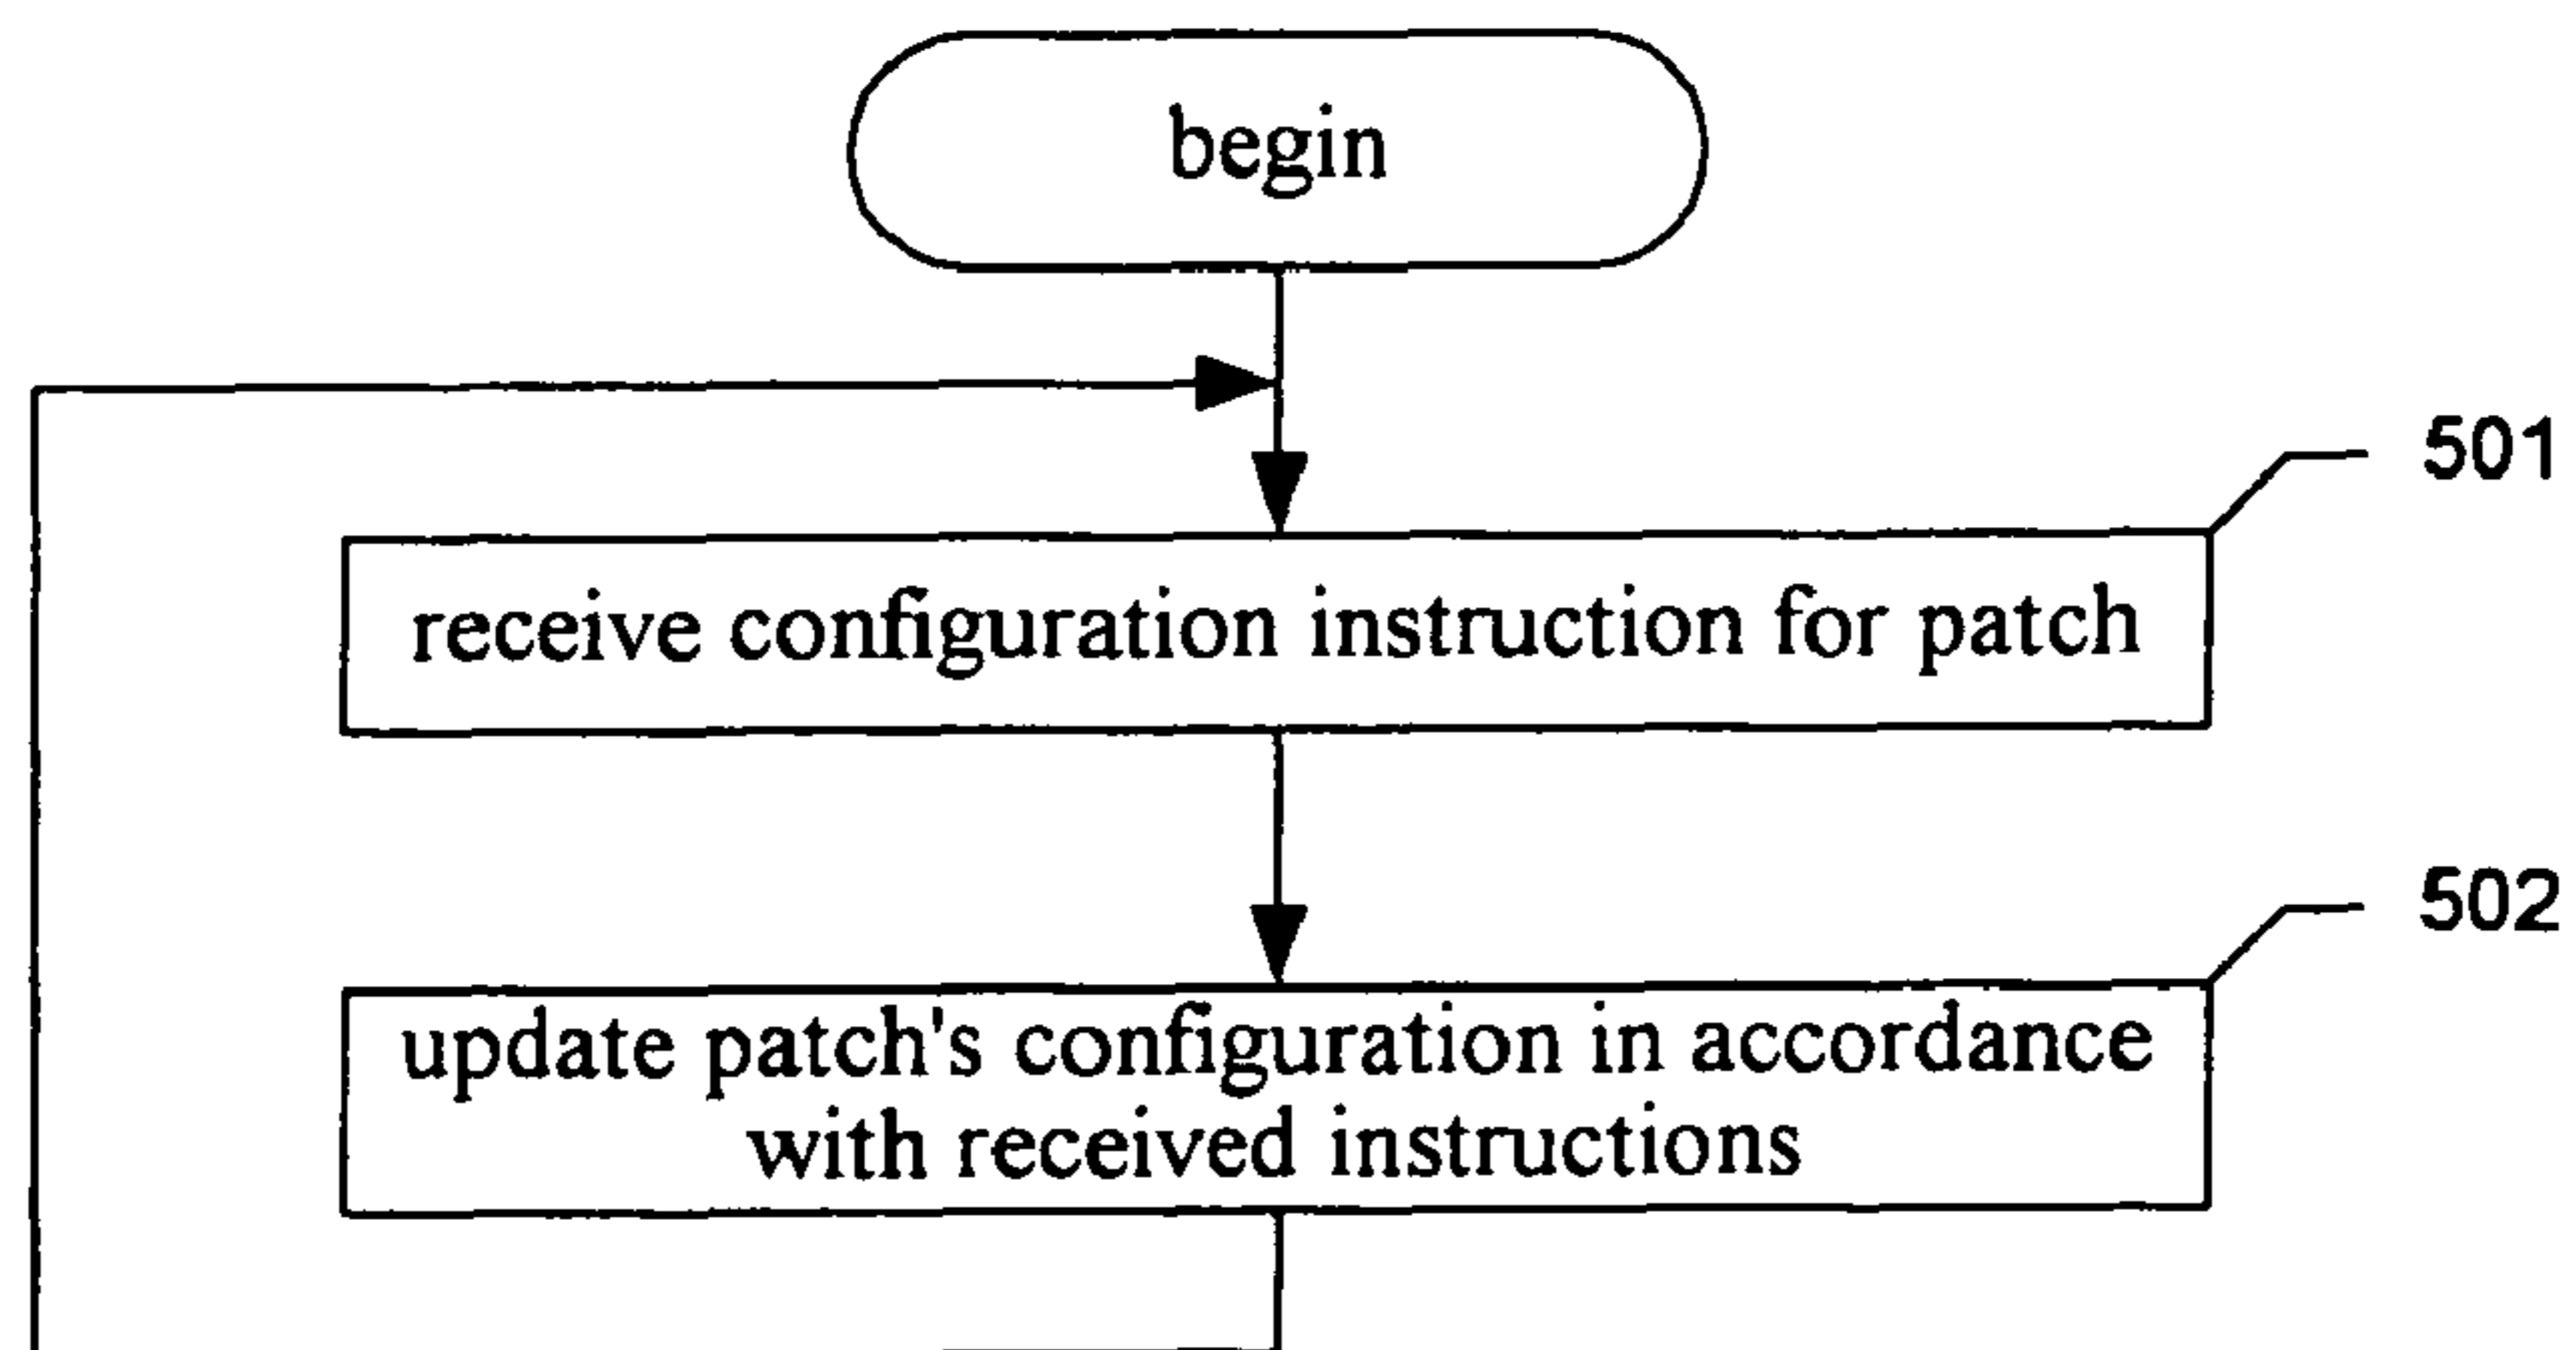 begin
501
receive configuration instruction for patch
502
update patch's configuration in accordance
with received instructions